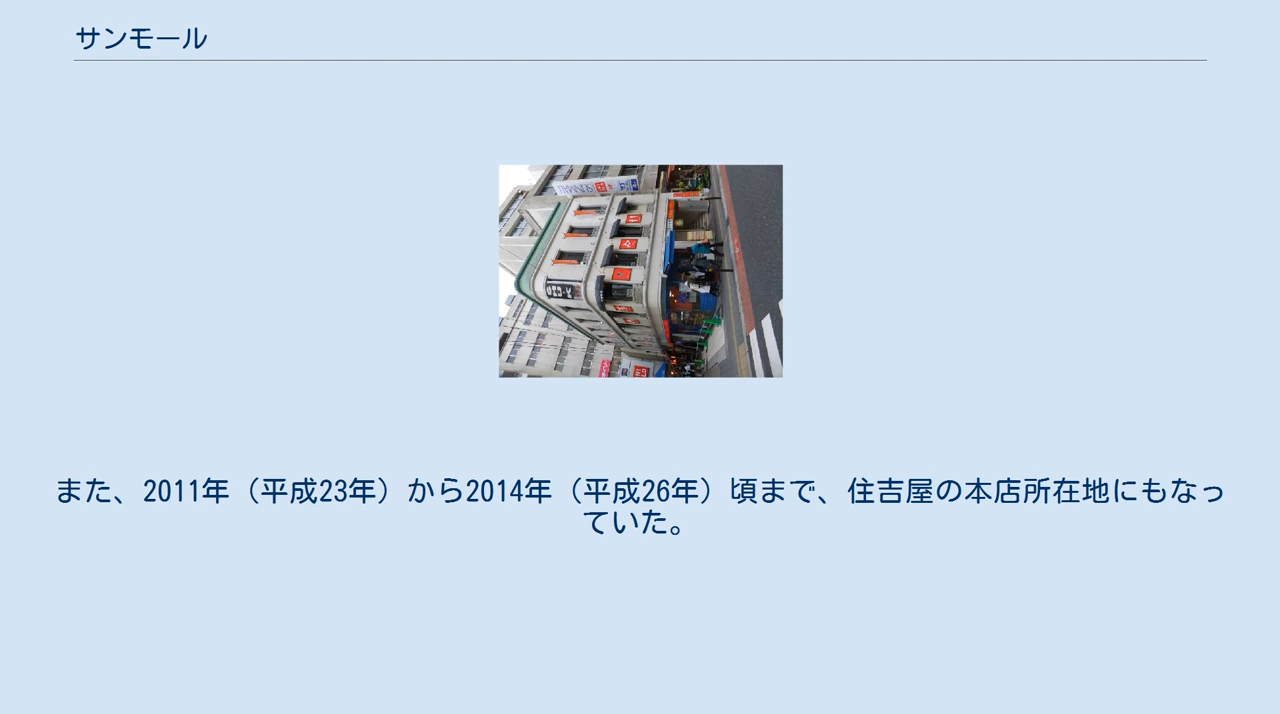 サンモール
また、2011年（平成23年）から2014年（平成26年）頃まで、住吉屋の本店所在地にもなっ
ていた。